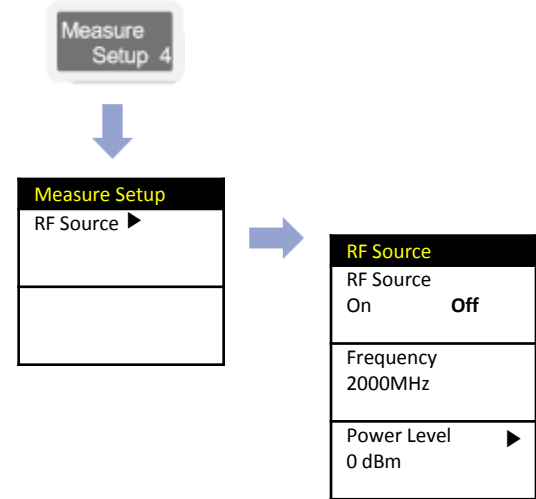 Measure
Setup 4
Measure Setup
RF Source ▶
RF Source
RF Source
On Off
Frequency
2000MHz
Power Level ▶
0 dBm